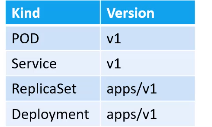 Kind Version
POD v1
Service v1
ReplicaSet apps/v1
Deployment apps/v1